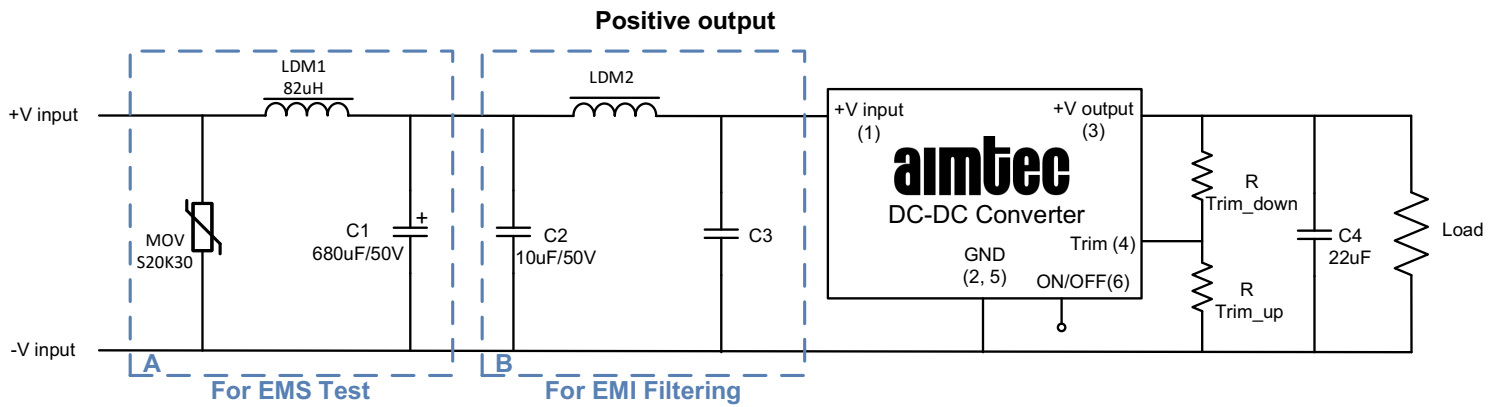 Positive output
LDM1
82uH
LDM2
+V input
+V input
(1)
+V output
(3)
aimtec
DC-DC Converter
R
Trim_down
MOV
S20K30
C1
+
680uF/50V
C2
10uF/50V
C3
Trim (4)
GND
(2, 5)
ON/OFF(6)
R
Trim_up
C4
22uF
Load
-V input
A
B
For EMS Test
For EMI Filtering